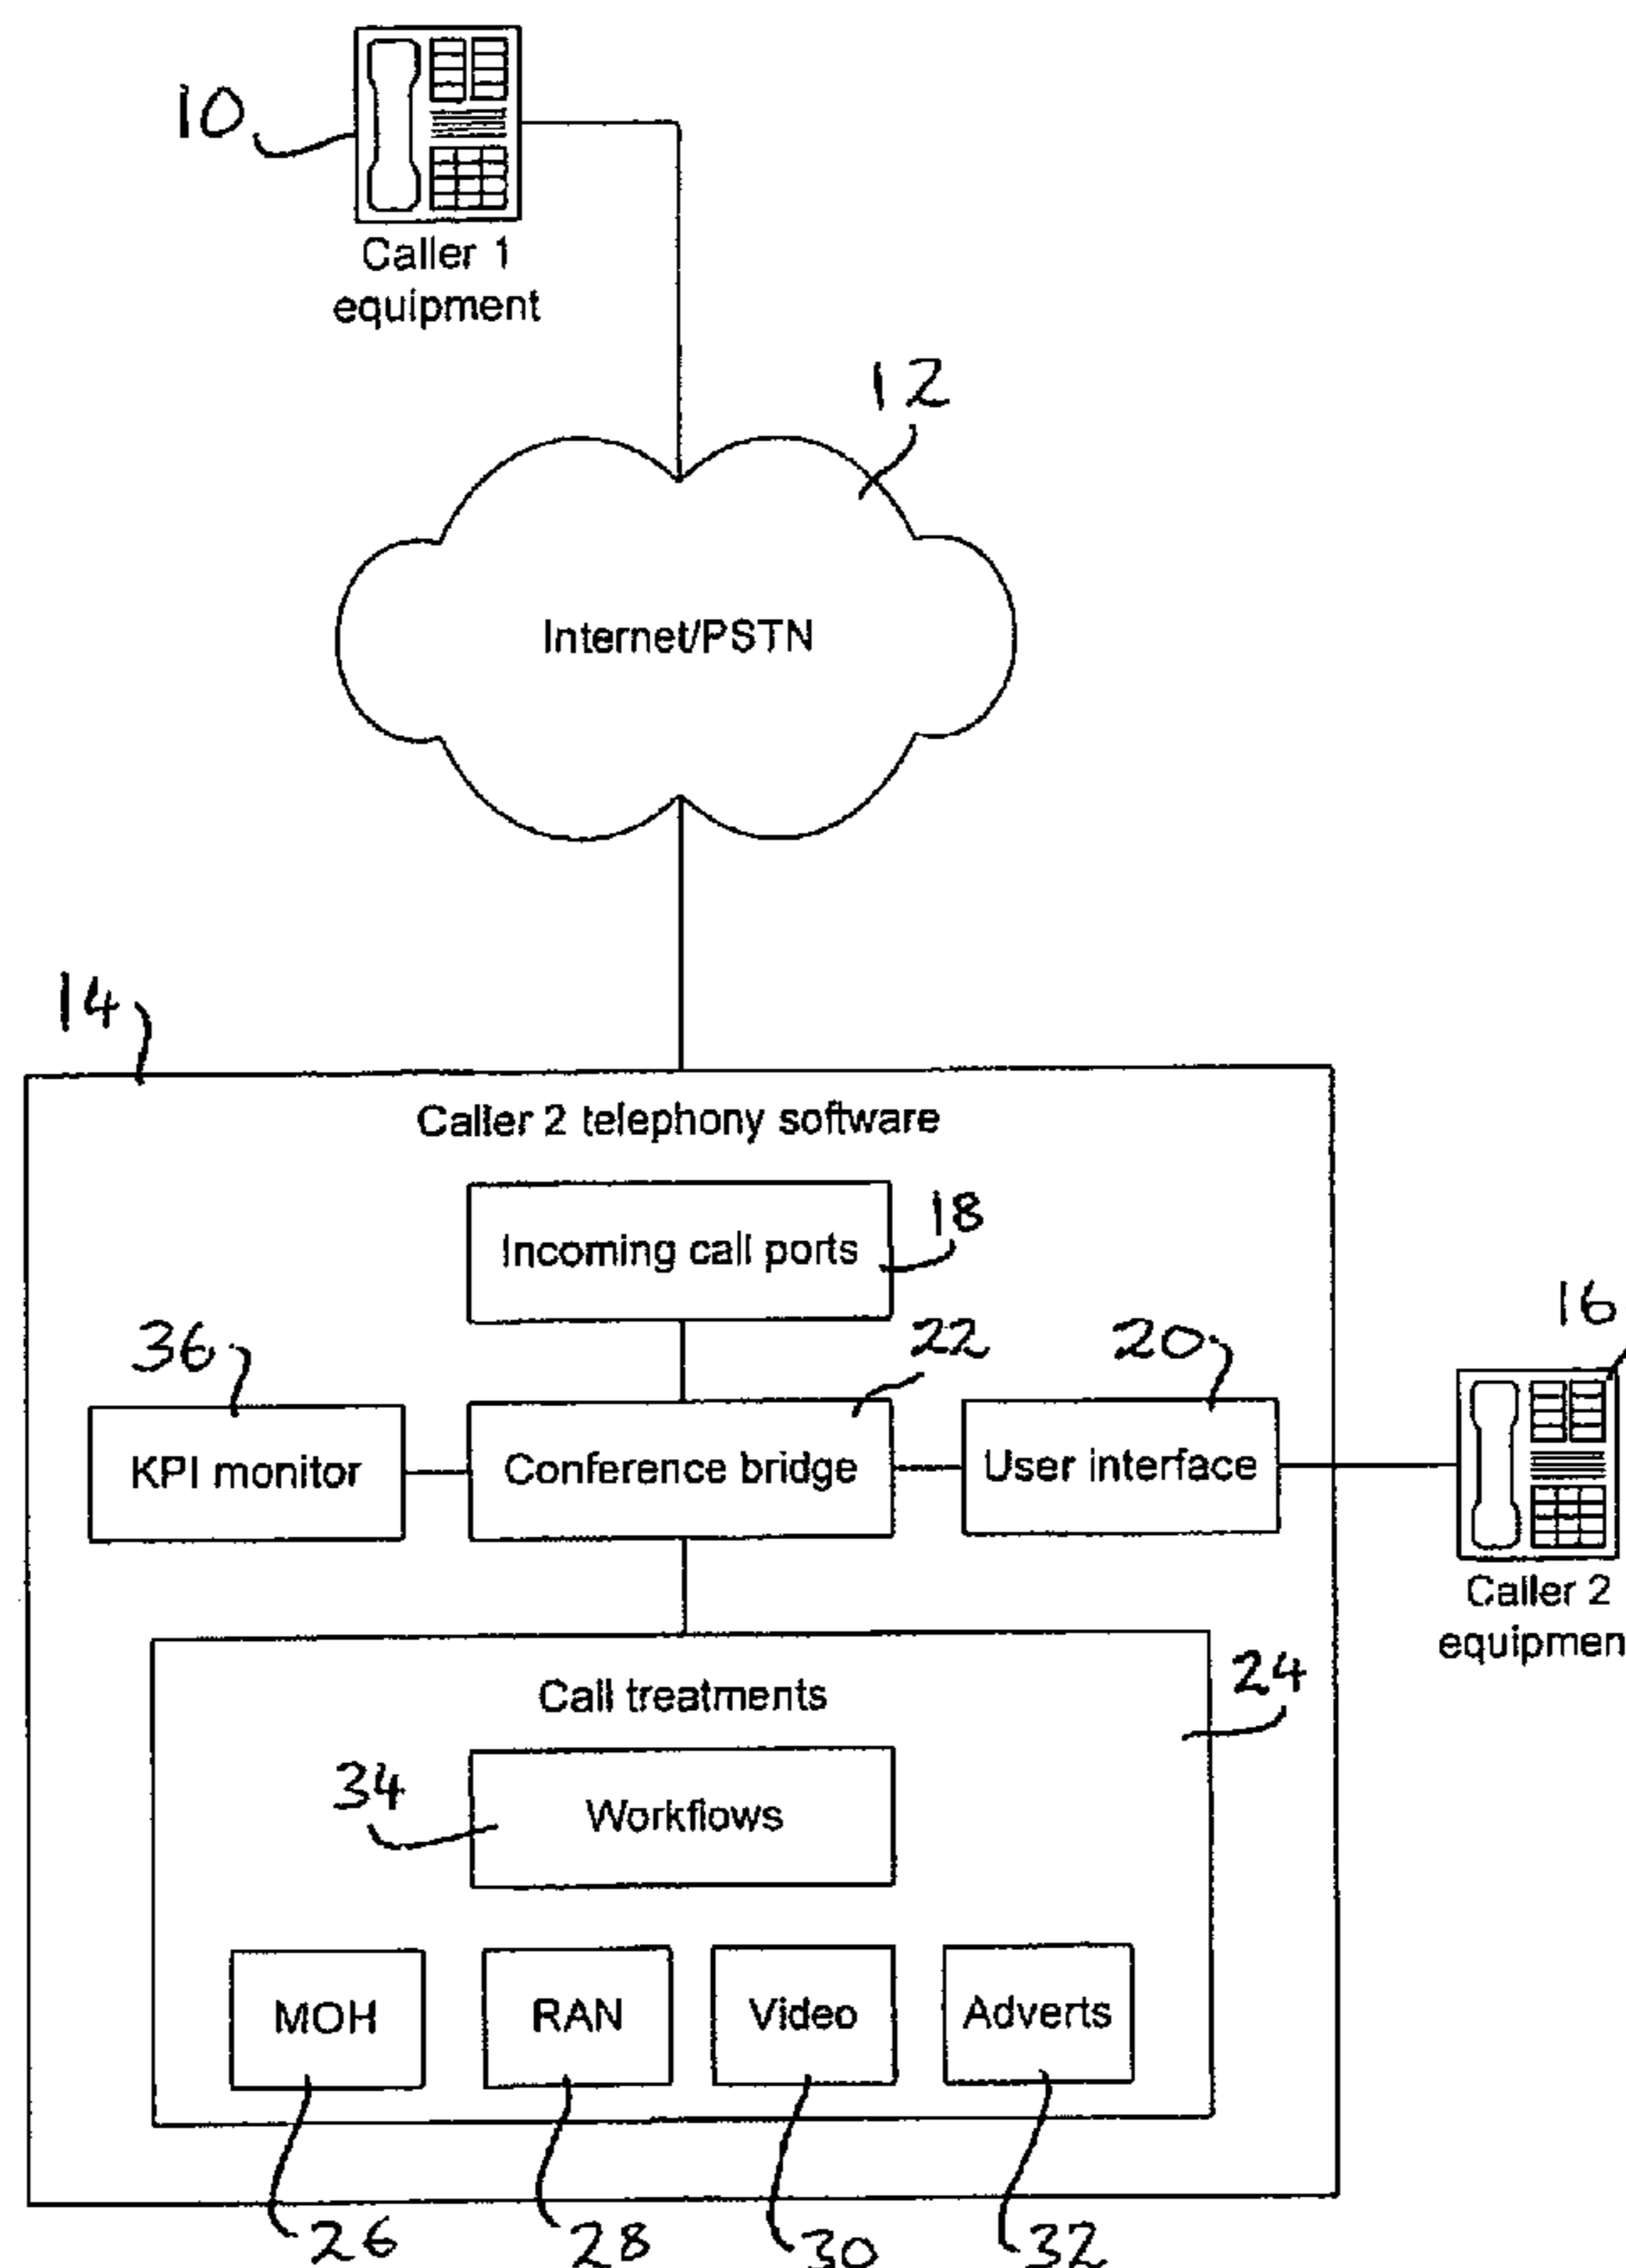 10
Caller 1
equipment
12
Internet/PSTN
14
Caller 2 telephony software
Incoming call ports
18
16
36
22
20
KPI monitor
Conference bridge
User interface
Caller 2
equipmen
Call treatments
24
34
Workflows
MOH
RAN
Video
Adverts
26
28
30
32